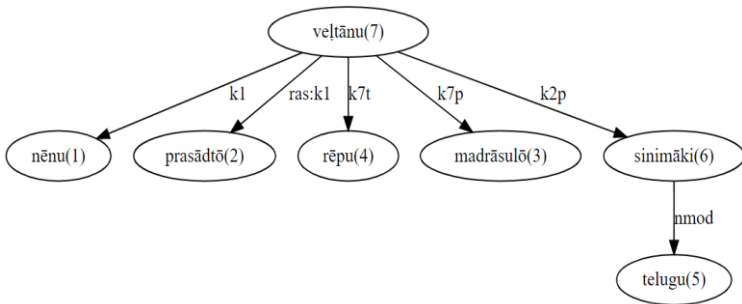 veḷtānu(7)
k1 ras:k1 k7t k7p k2p
nēnu(1) prasādtō(2) rēpu(4) madrāsulō(3) sinimāki(6)
nmod
telugu(5)